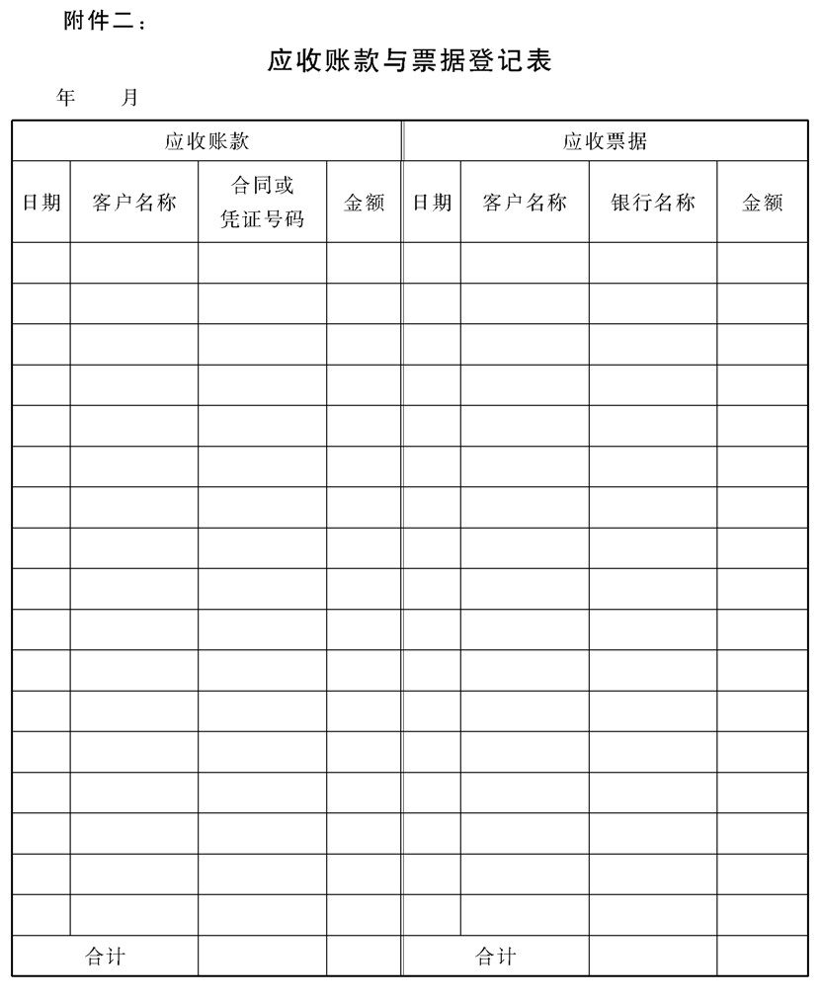 附件二：
应收账款与票据登记表
年 月
应收账款 应收票据
日期 客户名称 合同或 金额 日期 客户名称 银行名称 金额
凭证号码
合计 合计